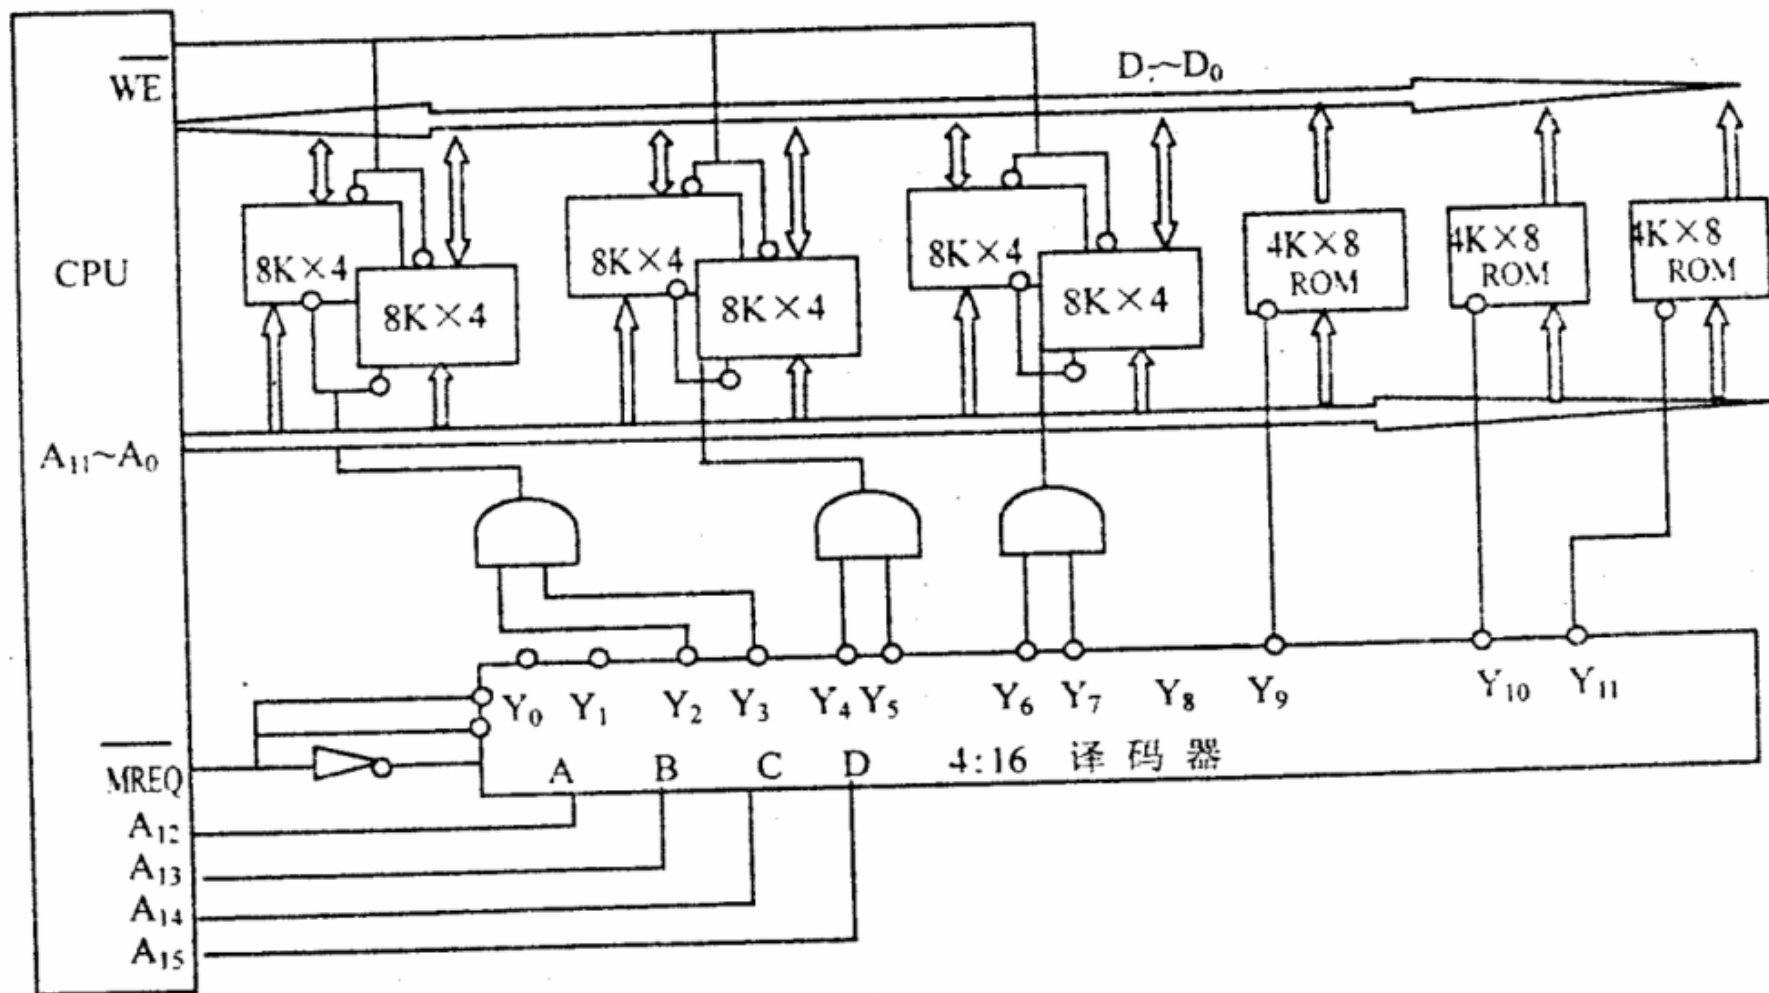 WE
D₇~D₀
CPU
8K×4
8K×4
8K×4
8K×4
8K×4
8K×4
4K×8
ROM
4K×8
ROM
4K×8
ROM
A₁₁~A₀
Y₀ Y₁ Y₂ Y₃ Y₄ Y₅ Y₆ Y₇ Y₈ Y₉ Y₁₀ Y₁₁
A B C D 4:16 译码器
MREQ
A₁₂
A₁₃
A₁₄
A₁₅